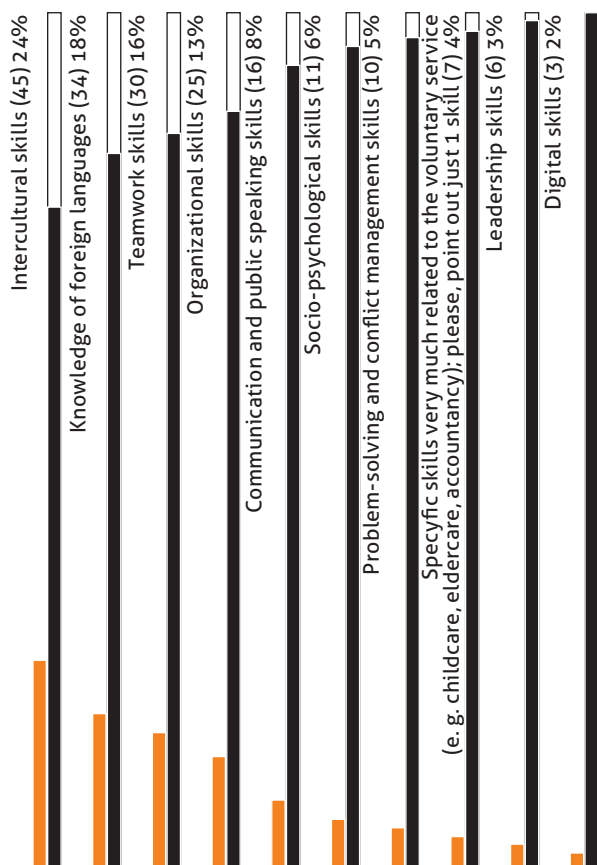 Intercultural skills (45) 24%
Knowledge of foreign languages (34) 18%
Teamwork skills (30) 16%
Organizational skills (25) 13%
Communication and public speaking skills (16) 8%
Socio-psychological skills (11) 6%
Problem-solving and conflict management skills (10) 5%
Specyfic skills very much related to the voluntary service
(e. g. childcare, eldercare, accountancy); please, point out just 1 skill (7) 4%
Leadership skills (6) 3%
Digital skills (3) 2%